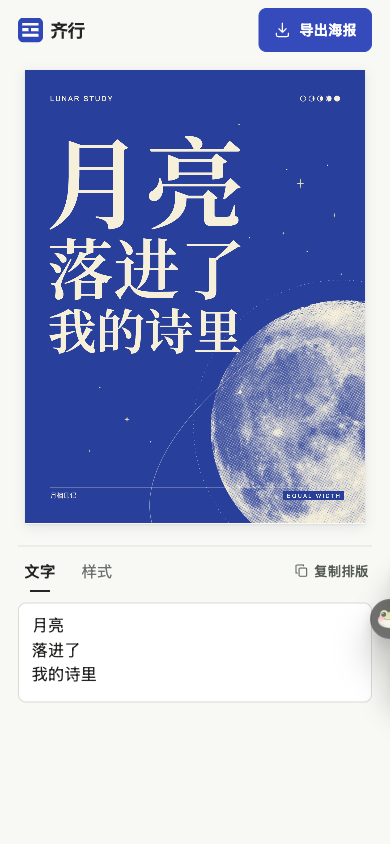 齐行
导出海报
LUNAR STUDY
月亮
落进了
我的诗里
EQUAL WIDTH
文字
样式
复制排版
月亮
落进了
我的诗里